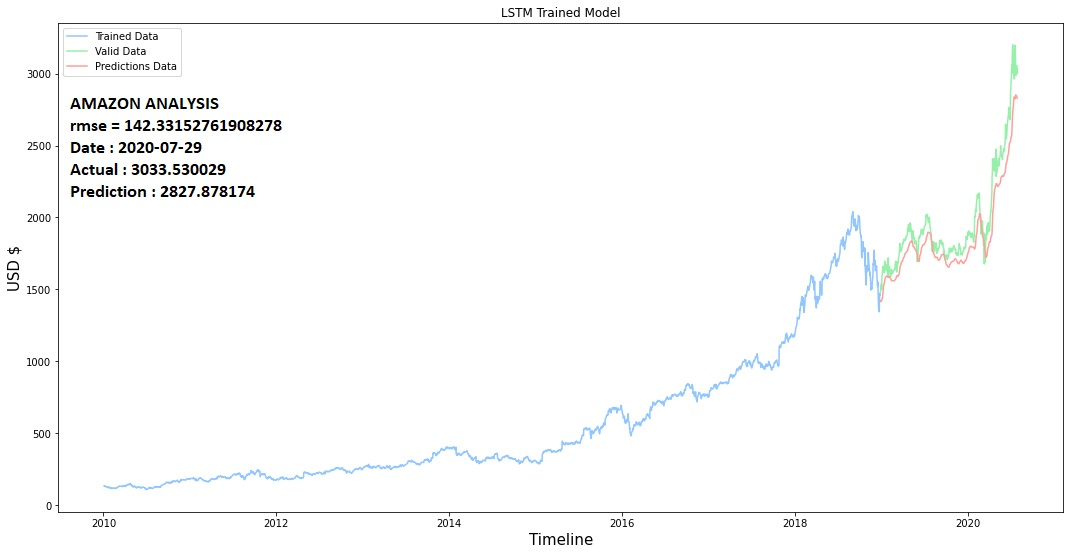 LSTM Trained Model
Trained Data
Valid Data
Predictions Data
AMAZON ANALYSIS
rmse = 142.33152761908278
Date : 2020-07-29
Actual : 3033.530029
Prediction : 2827.878174
USD $
3000
2500
2000
1500
1000
500
0
2010 2012 2014 2016 2018 2020
Timeline